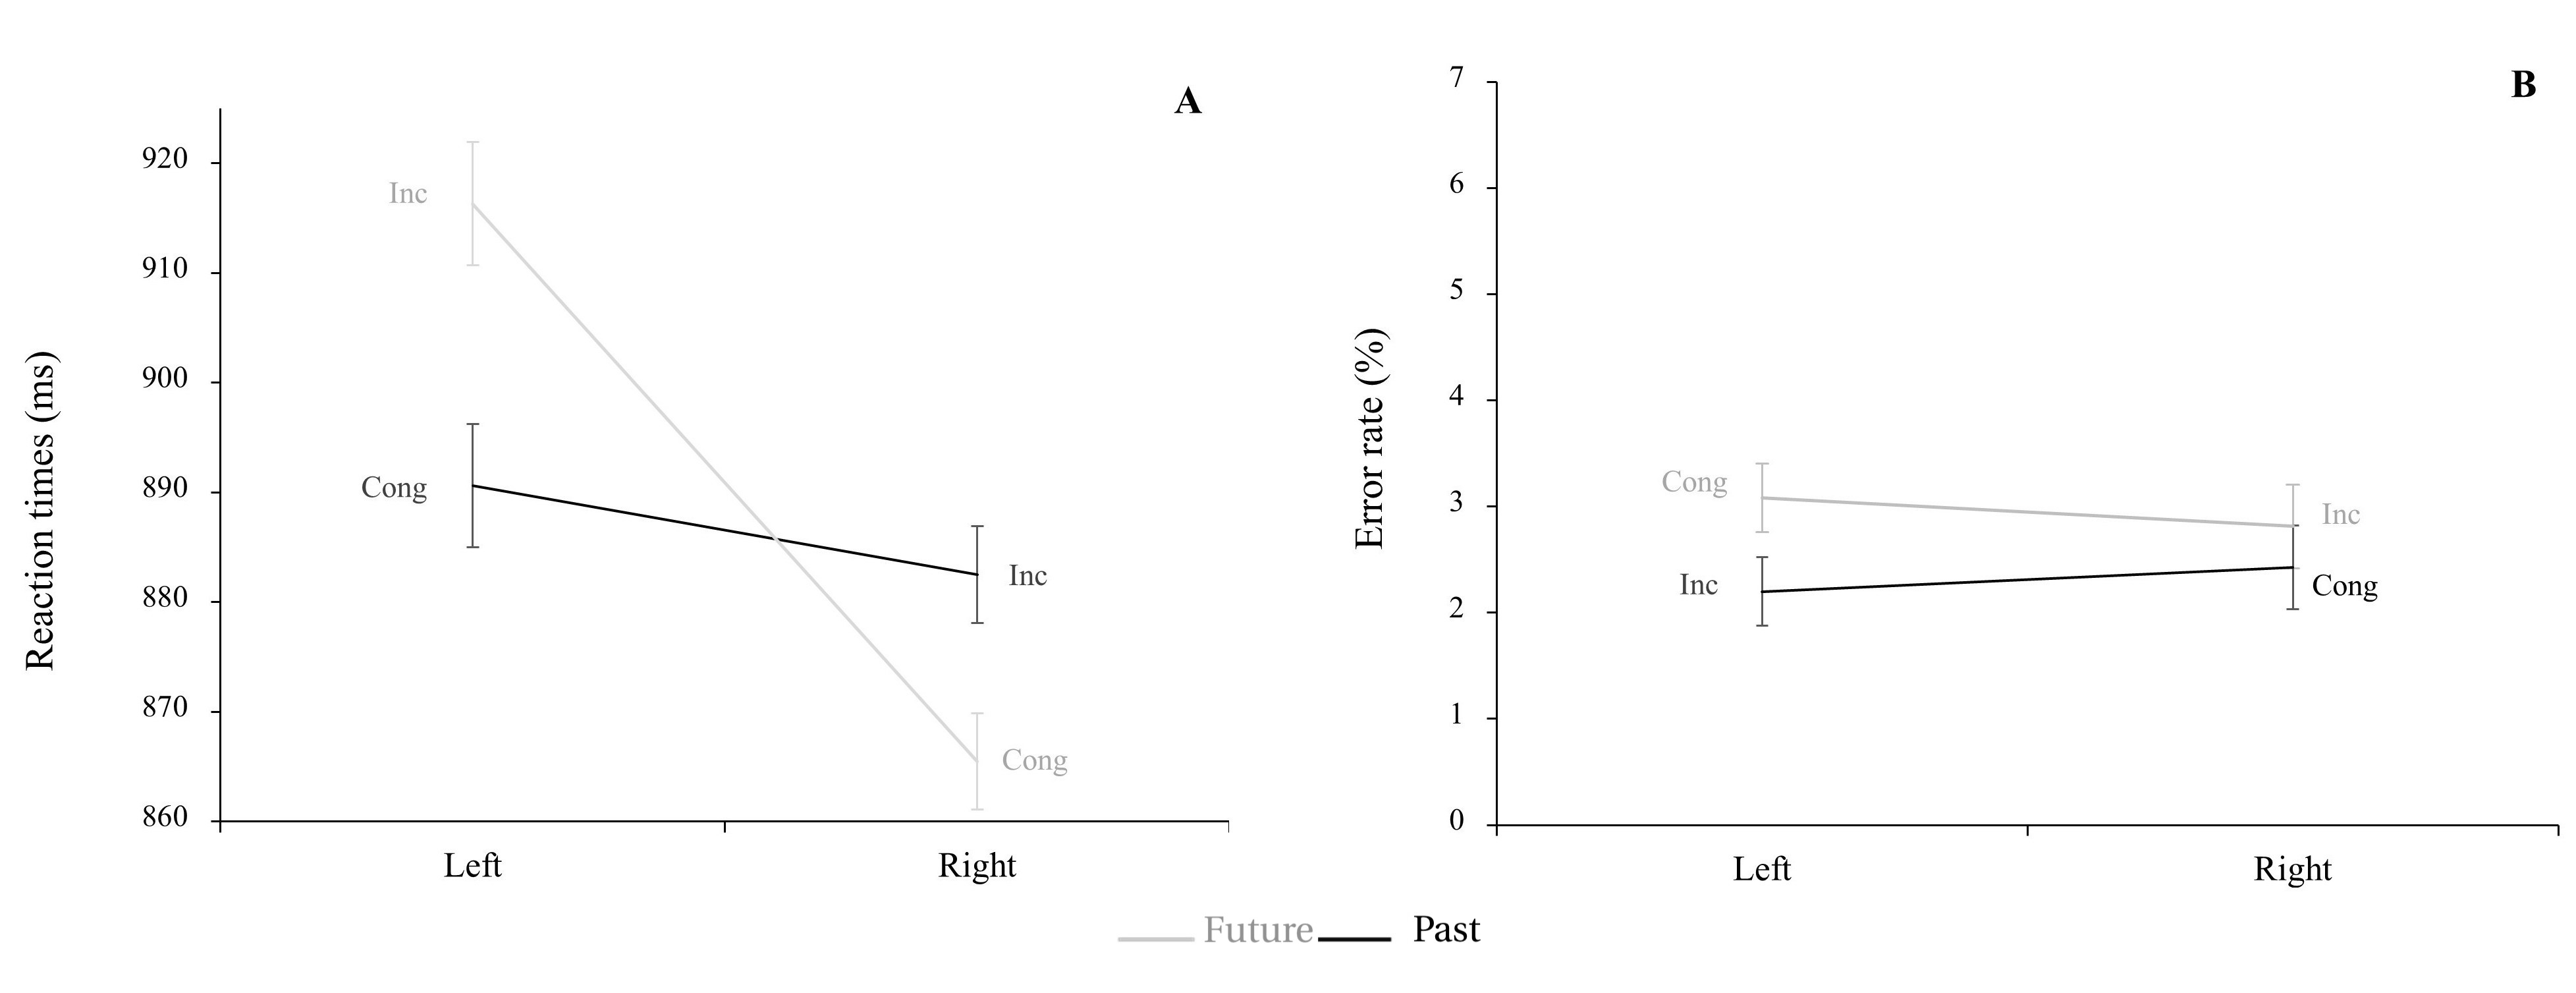 A
Reaction times (ms)
920
910
900
890
880
870
860
Inc
Cong
Inc
Cong
Left
Right
B
Error rate (%)
7
6
5
4
3
2
1
0
Cong
Inc
Inc
Cong
Left
Right
Future
Past